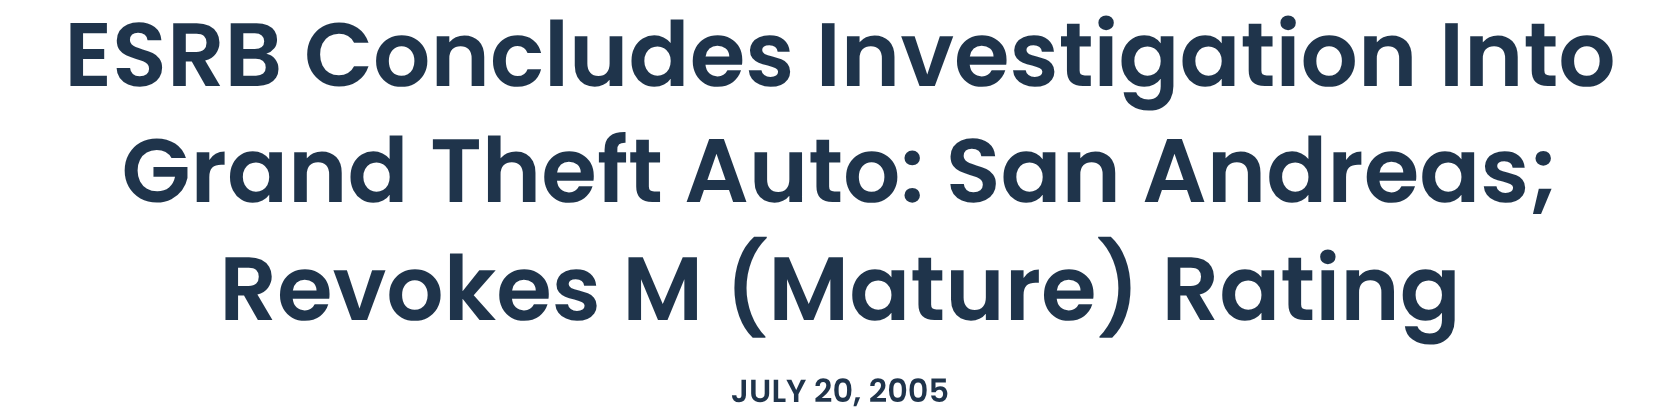 ESRB Concludes Investigation Into
Grand Theft Auto: San Andreas;
Revokes M (Mature) Rating
JULY 20, 2005